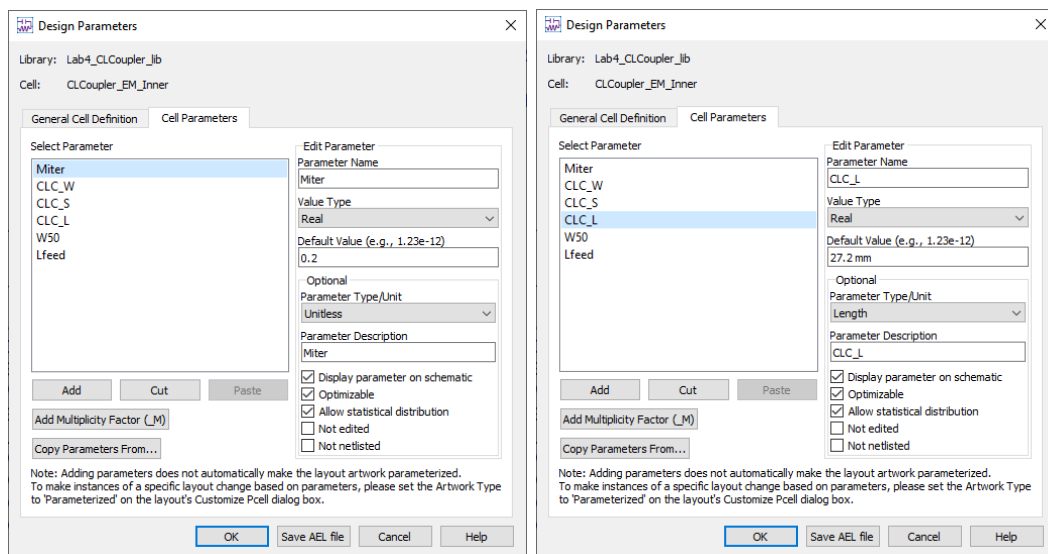 Design Parameters
Library: Lab4_CLCoupler_lib
Cell: CLCoupler_EM_Inner
General Cell Definition
Cell Parameters
Select Parameter
Miter
CLC_W
CLC_S
CLC_L
W50
Lfeed
Add
Cut
Paste
Add Multiplicity Factor (_M)
Copy Parameters From...
Edit Parameter
Parameter Name
Miter
Value Type
Real
Default Value (e.g., 1.23e-12)
0.2
Optional
Parameter Type/Unit
Unitless
Parameter Description
Miter
Display parameter on schematic
Optimizable
Allow statistical distribution
Not edited
Not netlisted
Note: Adding parameters does not automatically make the layout artwork parameterized.
To make instances of a specific layout change based on parameters, please set the Artwork Type
to 'Parameterized' on the layout's Customize Pcell dialog box.
OK
Save AEL file
Cancel
Help
Design Parameters
Library: Lab4_CLCoupler_lib
Cell: CLCoupler_EM_Inner
General Cell Definition
Cell Parameters
Select Parameter
Miter
CLC_W
CLC_S
CLC_L
W50
Lfeed
Add
Cut
Paste
Add Multiplicity Factor (_M)
Copy Parameters From...
Edit Parameter
Parameter Name
CLC_L
Value Type
Real
Default Value (e.g., 1.23e-12)
27.2 mm
Optional
Parameter Type/Unit
Length
Parameter Description
CLC_L
Display parameter on schematic
Optimizable
Allow statistical distribution
Not edited
Not netlisted
Note: Adding parameters does not automatically make the layout artwork parameterized.
To make instances of a specific layout change based on parameters, please set the Artwork Type
to 'Parameterized' on the layout's Customize Pcell dialog box.
OK
Save AEL file
Cancel
Help